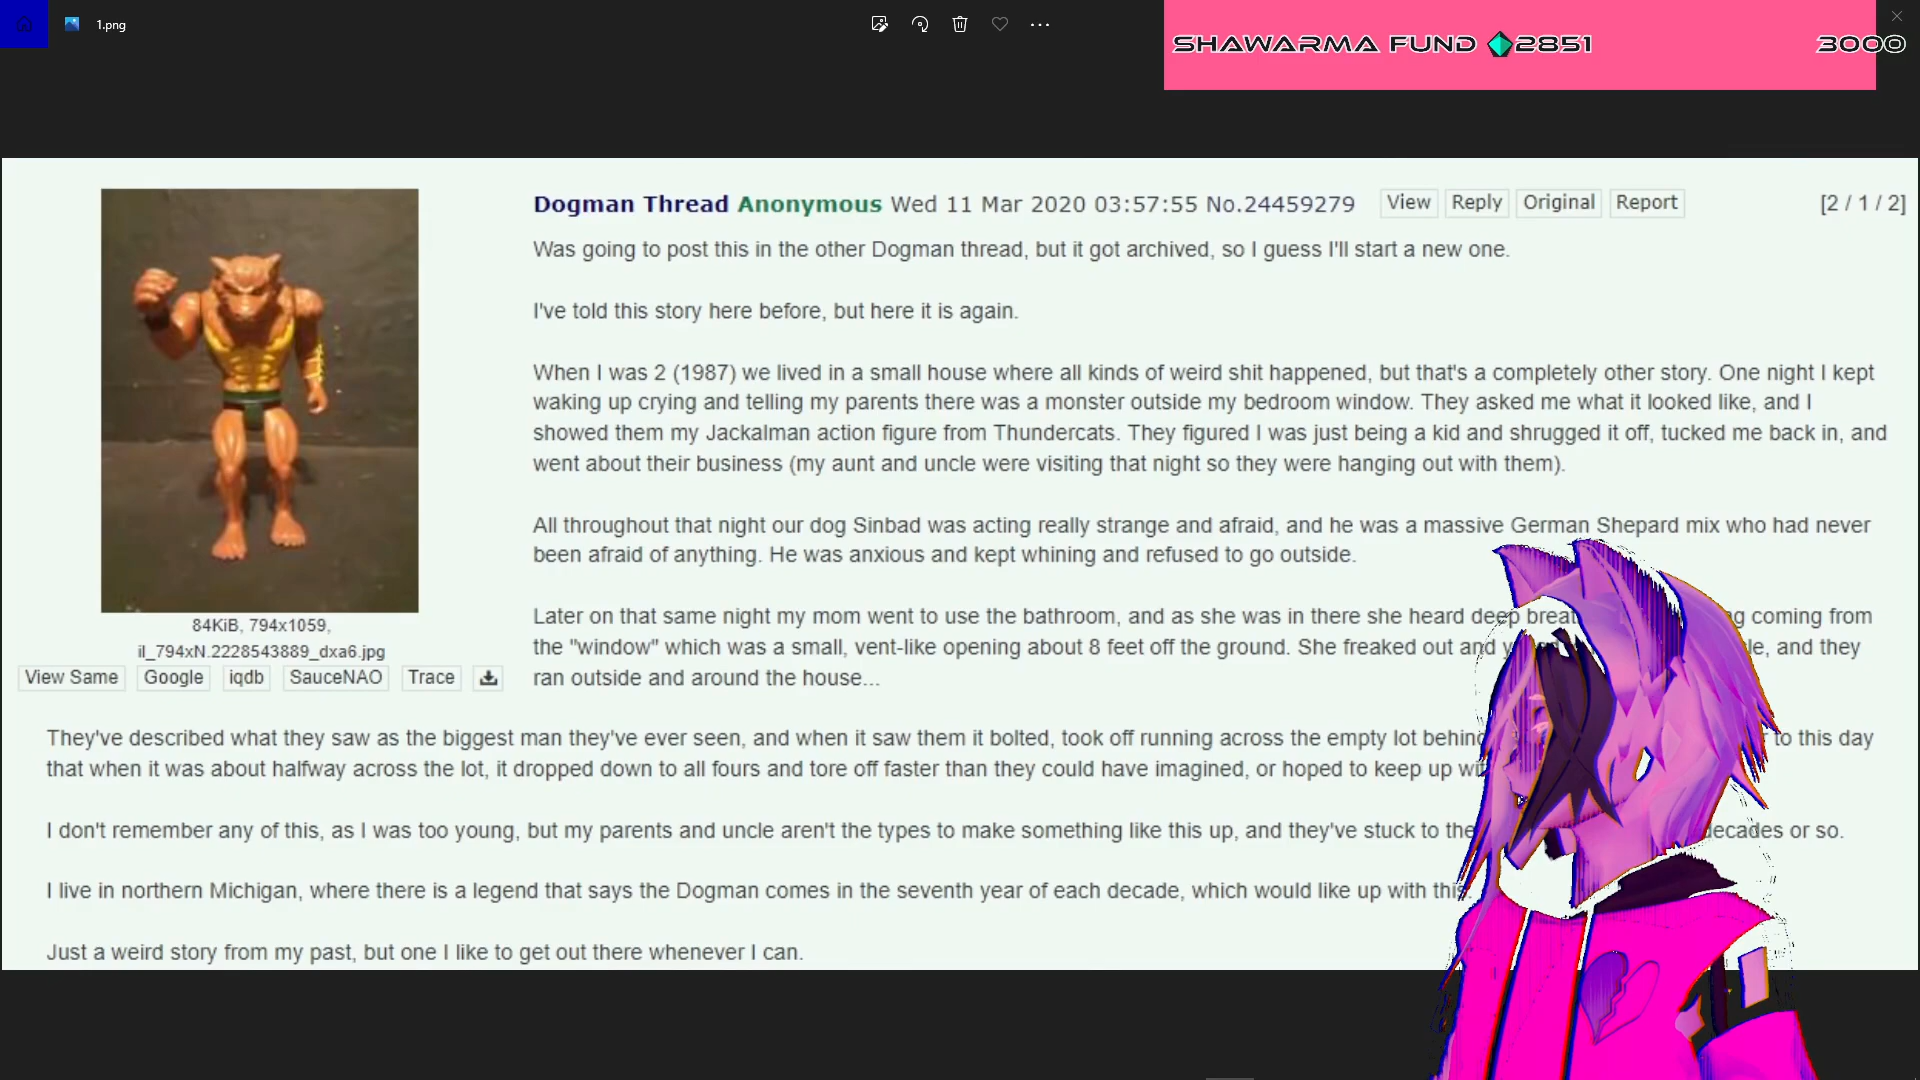 1.png
SHAWARMA FUND 2851 3000
Dogman Thread Anonymous Wed 11 Mar 2020 03:57:55 No.24459279 View Reply Original Report [2 / 1 / 2]
Was going to post this in the other Dogman thread, but it got archived, so I guess I'll start a new one.
I've told this story here before, but here it is again.
When I was 2 (1987) we lived in a small house where all kinds of weird shit happened, but that's a completely other story. One night I kept
waking up crying and telling my parents there was a monster outside my bedroom window. They asked me what it looked like, and I
showed them my Jackalman action figure from Thundercats. They figured I was just being a kid and shrugged it off, tucked me back in, and
went about their business (my aunt and uncle were visiting that night so they were hanging out with them).
All throughout that night our dog Sinbad was acting really strange and afraid, and he was a massive German Shepard mix who had never
been afraid of anything. He was anxious and kept whining and refused to go outside.
Later on that same night my mom went to use the bathroom, and as she was in there she heard deep coming from
the "window" which was a small, vent-like opening about 8 feet off the ground. She freaked out and and they
ran outside and around the house...
84KiB, 794x1059,
il_794xN.2228543889_dxa6.jpg
View Same Google iqdb SauceNAO Trace
They've described what they saw as the biggest man they've ever seen, and when it saw them it bolted, took off running across the empty lot to this day
that when it was about halfway across the lot, it dropped down to all fours and tore off faster than they could have imagined, or hoped to keep up
I don't remember any of this, as I was too young, but my parents and uncle aren't the types to make something like this up, and they've stuck to decades or so.
I live in northern Michigan, where there is a legend that says the Dogman comes in the seventh year of each decade, which would like up with this
Just a weird story from my past, but one I like to get out there whenever I can.